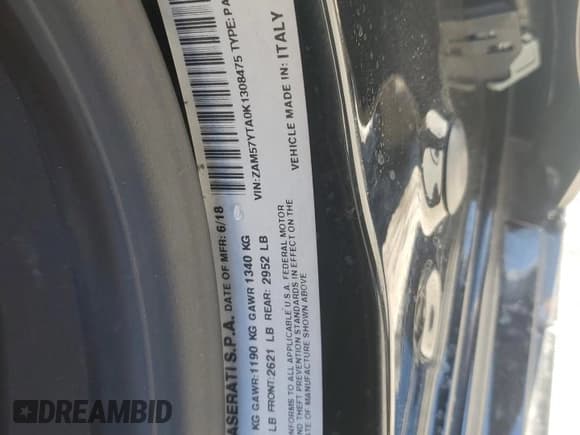 ASERATI S.P.A. DATE OF MFR: 6/18
KG GAWR:1190 KG GAWR 1340 KG
LB FRONT:2621 LB REAR: 2952 LB
NFORMS TO ALL APPLICABLE U.S.A. FEDERAL MOTOR
ND THEFT PREVENTION STANDARDS IN EFFECT ON THE
DATE OF MANUFACTURE SHOWN ABOVE
VIN:ZAM57YTA0K1308475 TYPE: PA
VEHICLE MADE IN: ITALY
DREAMBID